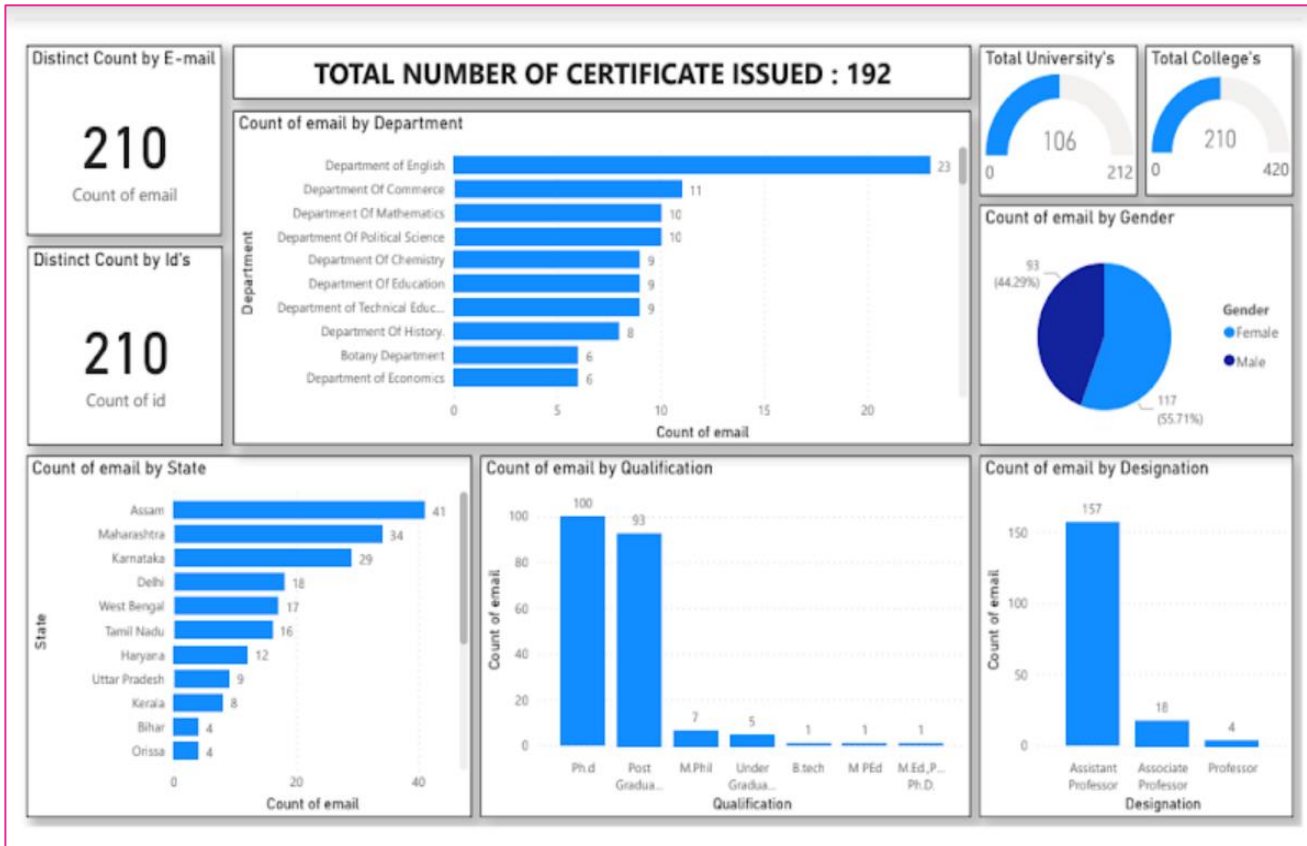 Distinct Count by E-mail
210
Count of email
TOTAL NUMBER OF CERTIFICATE ISSUED : 192
Total University's
106
0
212
Total College's
210
0
420
Distinct Count by Id's
210
Count of id
Count of email by Department
Department
Department of English
23
Department Of Commerce
11
Department Of Mathematics
10
Department Of Political Science
10
Department Of Chemistry
9
Department Of Education
9
Department of Technical Educ...
9
Department Of History.
8
Botany Department
6
Department of Economics
6
0
5
10
15
20
Count of email
Count of email by Gender
93
(44.29%)
117
(55.71%)
Gender
Female
Male
Count of email by State
State
Assam
41
Maharashtra
34
Karnataka
29
Delhi
18
West Bengal
17
Tamil Nadu
16
Haryana
12
Uttar Pradesh
9
Kerala
8
Bihar
4
Orissa
4
0
20
40
Count of email
Count of email by Qualification
Count of email
100
80
60
40
20
0
100
93
7
5
1
1
1
Ph.d
Post
Gradua...
M.Phil
Under
Gradua...
B.tech
M PEd
M.Ed.,P...
Ph.D.
Qualification
Count of email by Designation
Count of email
150
100
50
0
157
18
4
Assistant
Professor
Associate
Professor
Professor
Designation